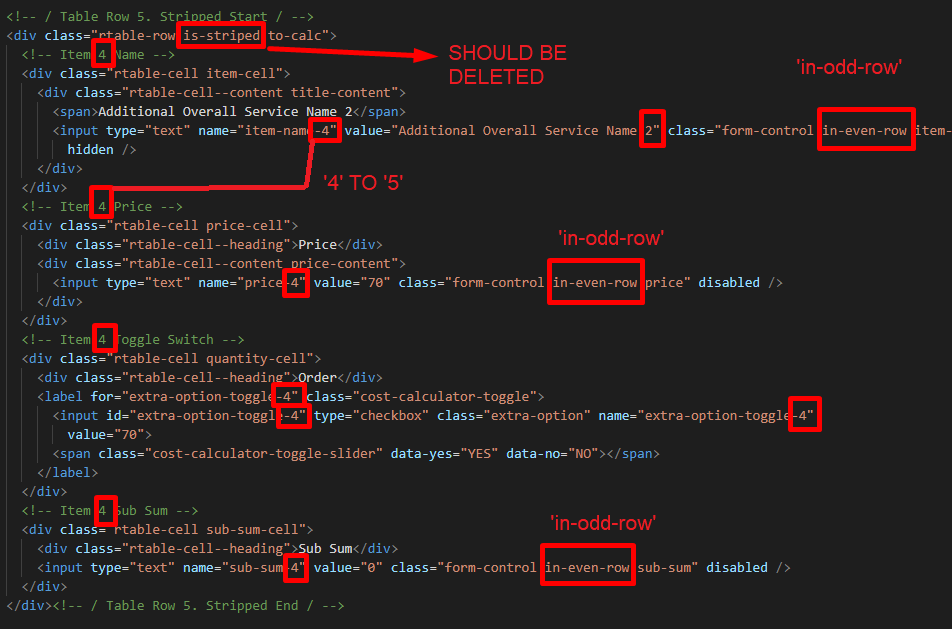 <!-- / Table Row 5. Stripped Start / -->
<div class="rtable-row is-striped to-calc">
SHOULD BE
DELETED
<!-- Item 4 Name -->
<div class="rtable-cell item-cell">
'in-odd-row'
<div class="rtable-cell--content title-content">
<span>Additional Overall Service Name 2</span>
<input type="text" name="item-name-4" value="Additional Overall Service Name 2" class="form-control in-even-row item-
hidden />
</div>
'4' TO '5'
</div>
<!-- Item 4 Price -->
<div class="rtable-cell price-cell">
'in-odd-row'
<div class="rtable-cell--heading">Price</div>
<div class="rtable-cell--content price-content">
<input type="text" name="price-4" value="70" class="form-control in-even-row price" disabled />
</div>
</div>
<!-- Item 4 Toggle Switch -->
<div class="rtable-cell quantity-cell">
<div class="rtable-cell--heading">Order</div>
<label for="extra-option-toggle-4" class="cost-calculator-toggle">
<input id="extra-option-toggle-4" type="checkbox" class="extra-option" name="extra-option-toggle-4"
value="70">
<span class="cost-calculator-toggle-slider" data-yes="YES" data-no="NO"></span>
</label>
</div>
<!-- Item 4 Sub Sum -->
'in-odd-row'
<div class="rtable-cell sub-sum-cell">
<div class="rtable-cell--heading">Sub Sum</div>
<input type="text" name="sub-sum-4" value="0" class="form-control in-even-row sub-sum" disabled />
</div>
</div><!-- / Table Row 5. Stripped End / -->